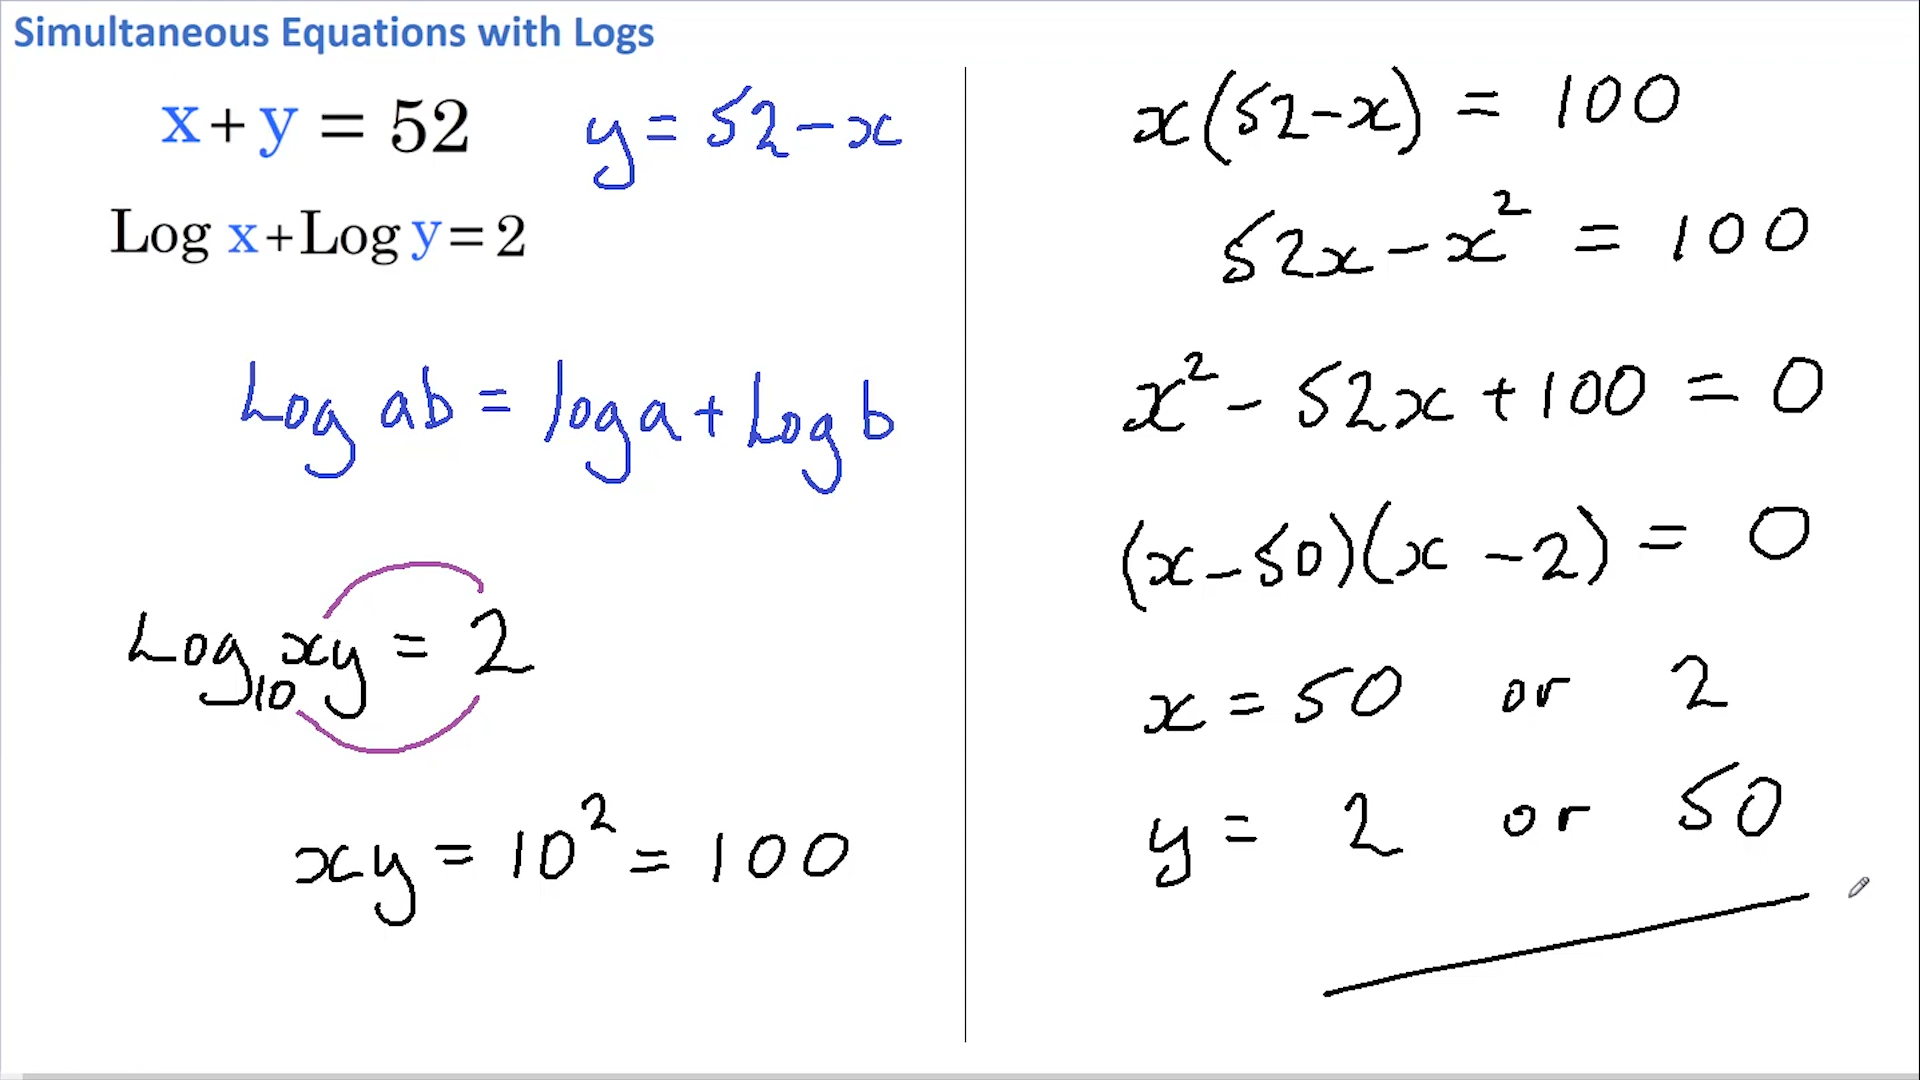 Simultaneous Equations with Logs
x+y = 52
y = 52-x
Log x+Log y=2
Log ab = log a + Log b
Log₁₀ xy = 2
xy = 10² = 100
x(52-x) = 100
52x - x² = 100
x² - 52x + 100 = 0
(x-50)(x-2) = 0
x = 50 or 2
y = 2 or 50